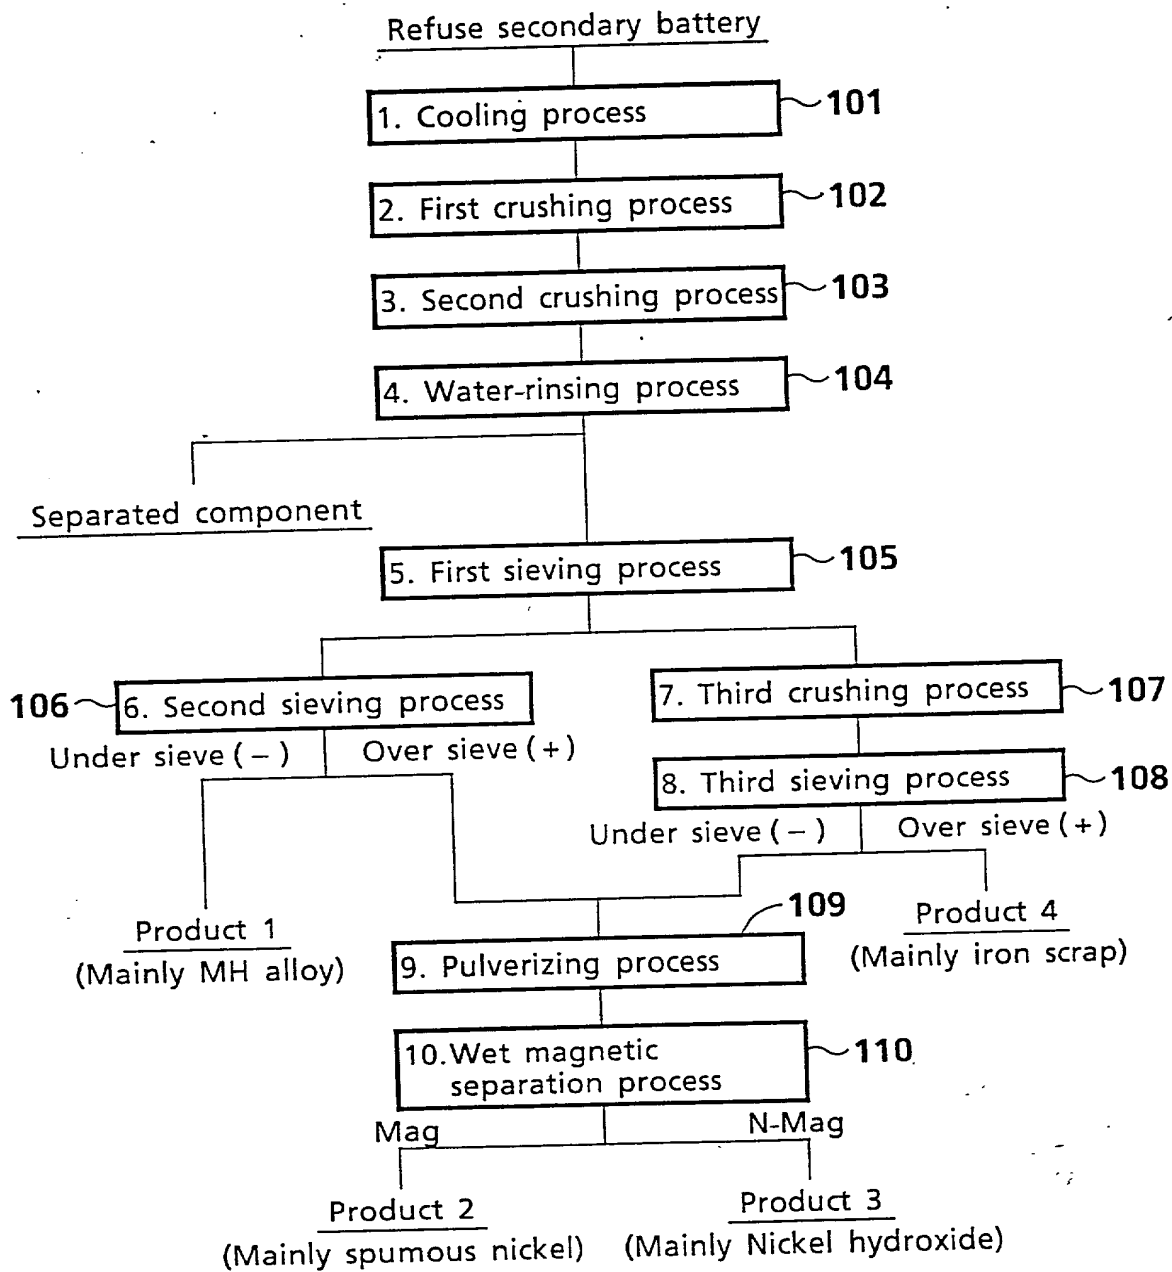 Refuse secondary battery
1. Cooling process
101
2. First crushing process
102
3. Second crushing process
103
4. Water-rinsing process
104
Separated component
5. First sieving process
105
106
6. Second sieving process
7. Third crushing process
107
Under sieve (−)
Over sieve (+)
8. Third sieving process
108
Under sieve (−)
Over sieve (+)
Product 1
(Mainly MH alloy)
109
Product 4
(Mainly iron scrap)
9. Pulverizing process
10. Wet magnetic
separation process
110
Mag
N-Mag
Product 2
(Mainly spumous nickel)
Product 3
(Mainly Nickel hydroxide)